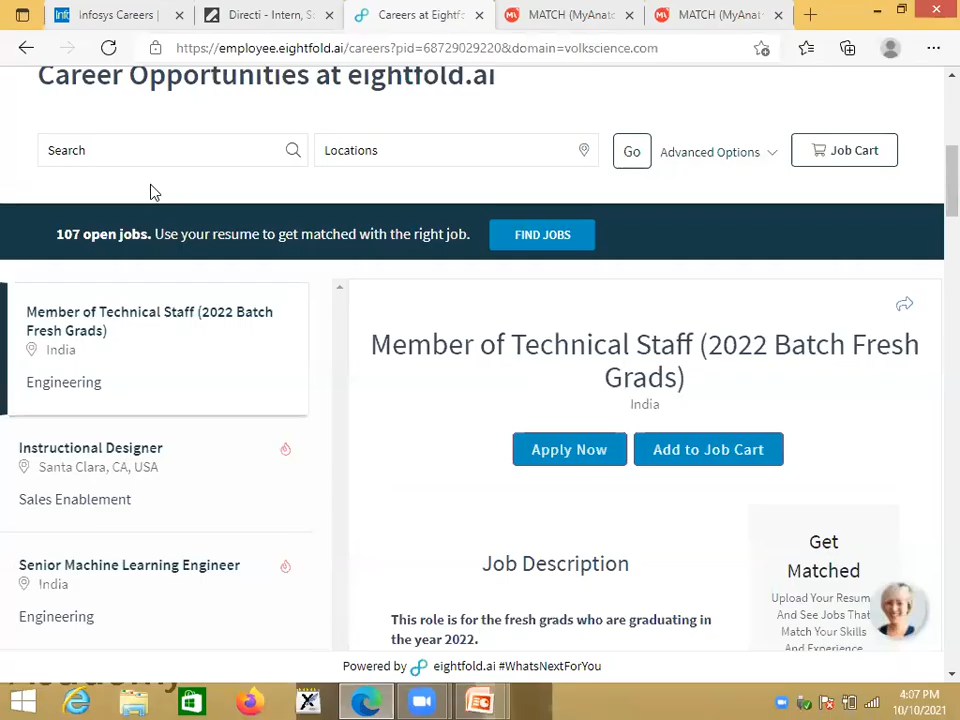 Infosys Careers |
Directi - Intern, S
Careers at Eightfo
MATCH (MyAnato
MATCH (MyAnal
https://employee.eightfold.ai/careers?pid=68729029220&domain=volkscience.com
Career Opportunities at eightfold.ai
Search
Locations
Go
Advanced Options
Job Cart
107 open jobs. Use your resume to get matched with the right job.
FIND JOBS
Member of Technical Staff (2022 Batch
Fresh Grads)
India
Engineering
Instructional Designer
Santa Clara, CA, USA
Sales Enablement
Senior Machine Learning Engineer
India
Engineering
Member of Technical Staff (2022 Batch Fresh
Grads)
India
Apply Now
Add to Job Cart
Job Description
This role is for the fresh grads who are graduating in
the year 2022.
Get
Matched
Upload Your Resum
And See Jobs That
Match Your Skills
And Experience
Powered by eightfold.ai #WhatsNextForYou
Academy
4:07 PM
10/10/2021